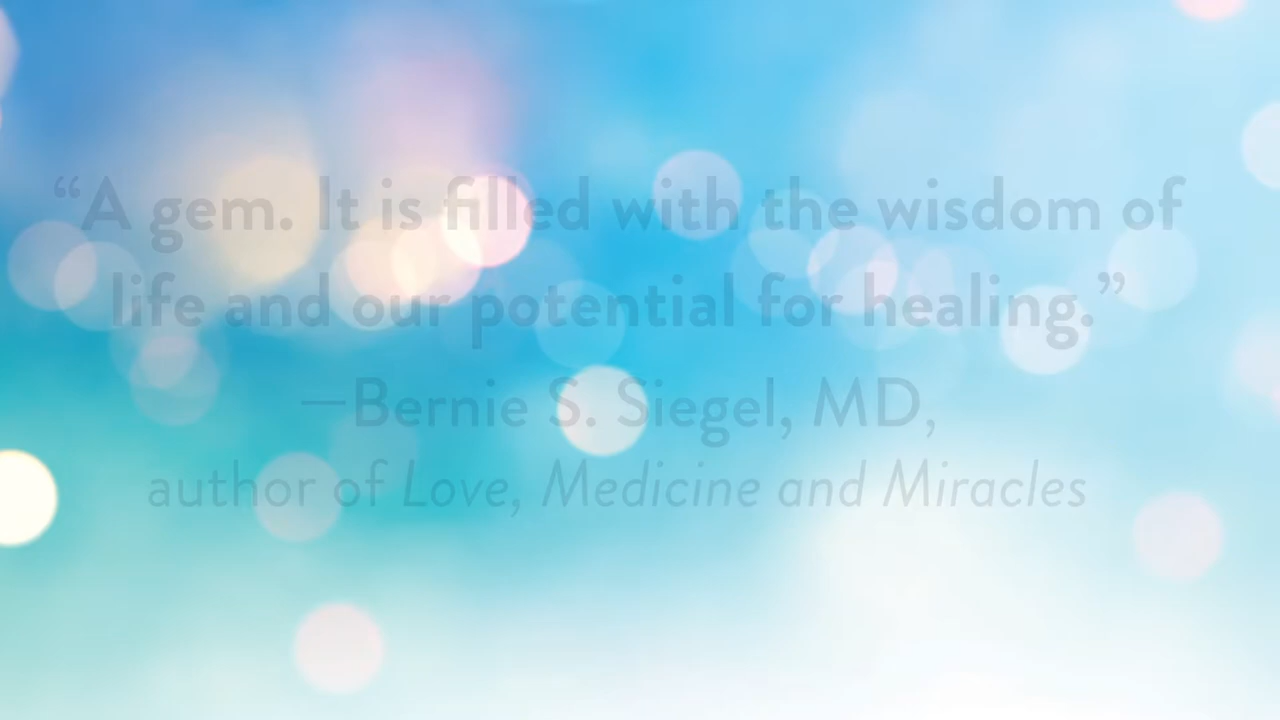 “A gem. It is filled with the wisdom of
life and our potential for healing.”
—Bernie S. Siegel, MD,
author of Love, Medicine and Miracles